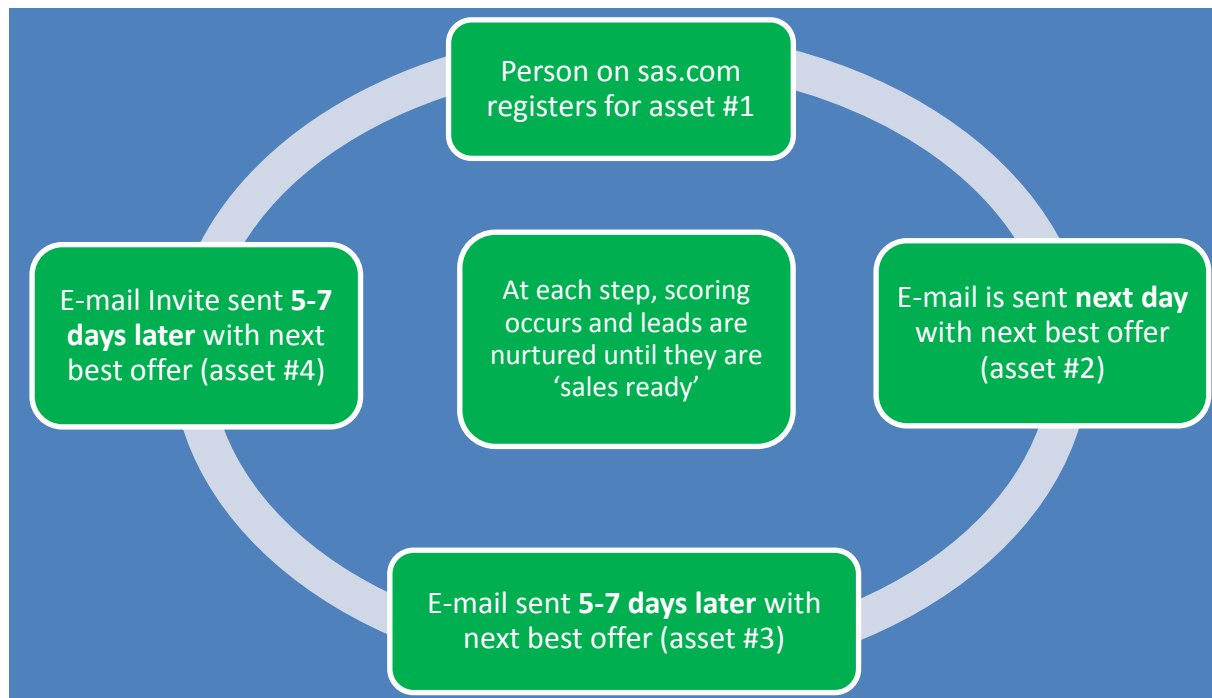 Person on sas.com
registers for asset #1
E-mail Invite sent 5-7
days later with next
best offer (asset #4)
At each step, scoring
occurs and leads are
nurtured until they are
‘sales ready’
E-mail is sent next day
with next best offer
(asset #2)
E-mail sent 5-7 days later with
next best offer (asset #3)